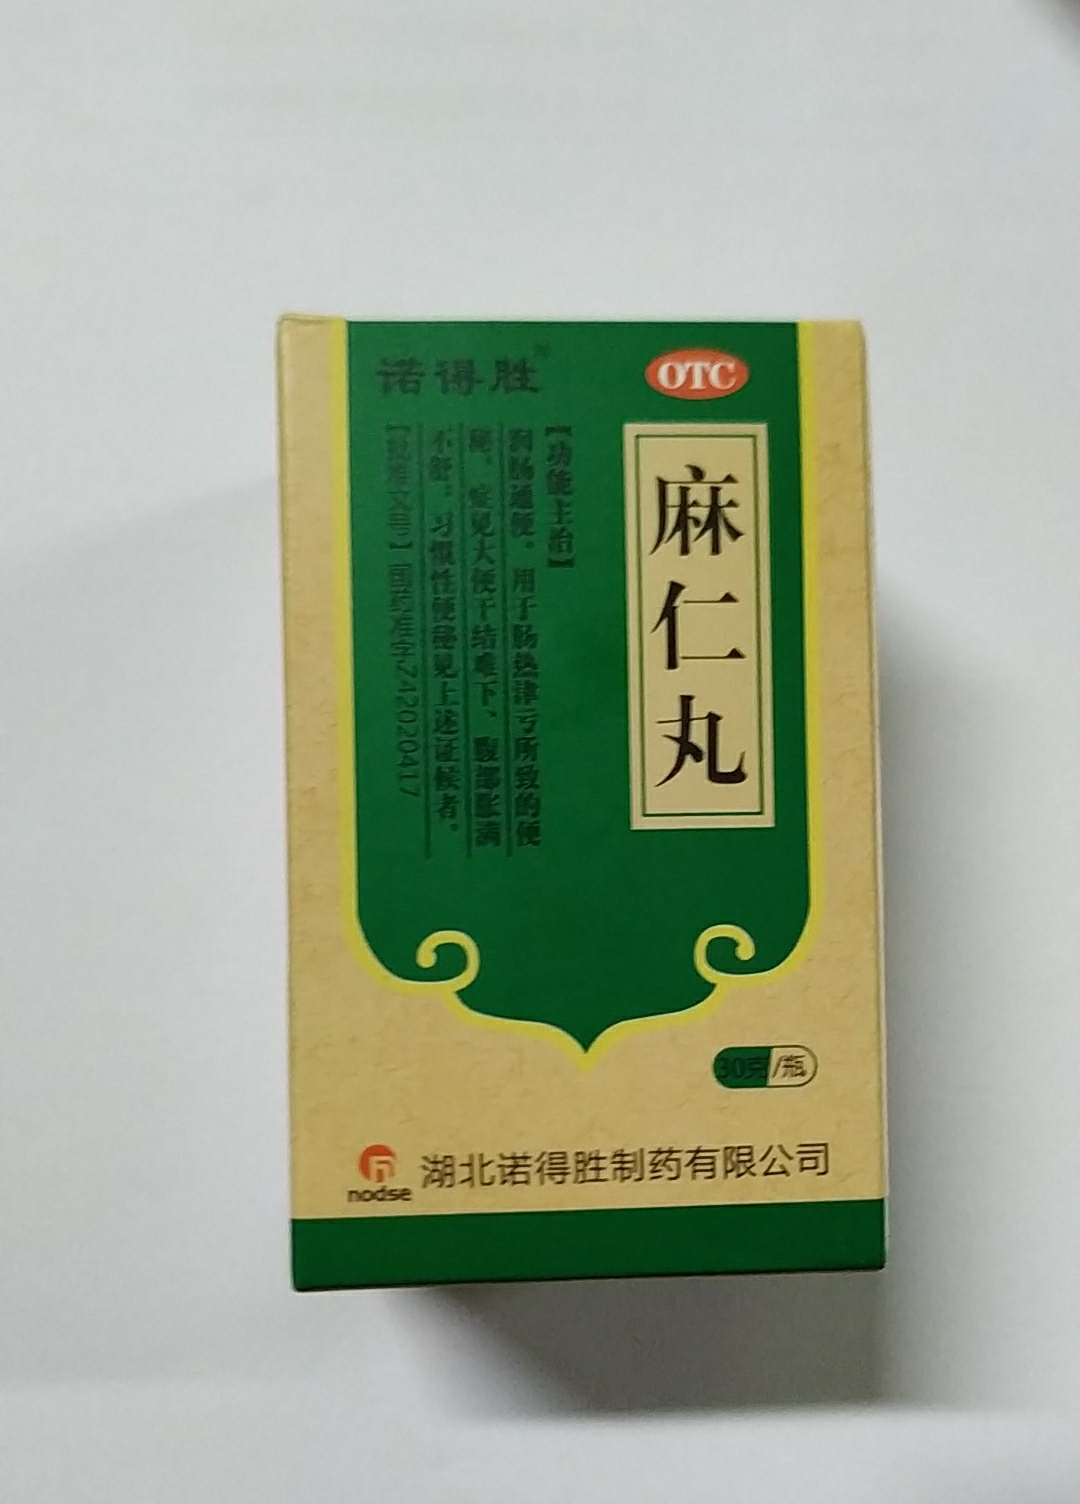 诺得胜
OTC
麻仁丸
【功能主治】
润肠通便。用于肠热津亏所致的便
秘，症见大便干结难下、腹部胀满
不舒；习惯性便秘见上述证候者。
【批准文号】国药准字Z42020417
30克/瓶
nodse
湖北诺得胜制药有限公司